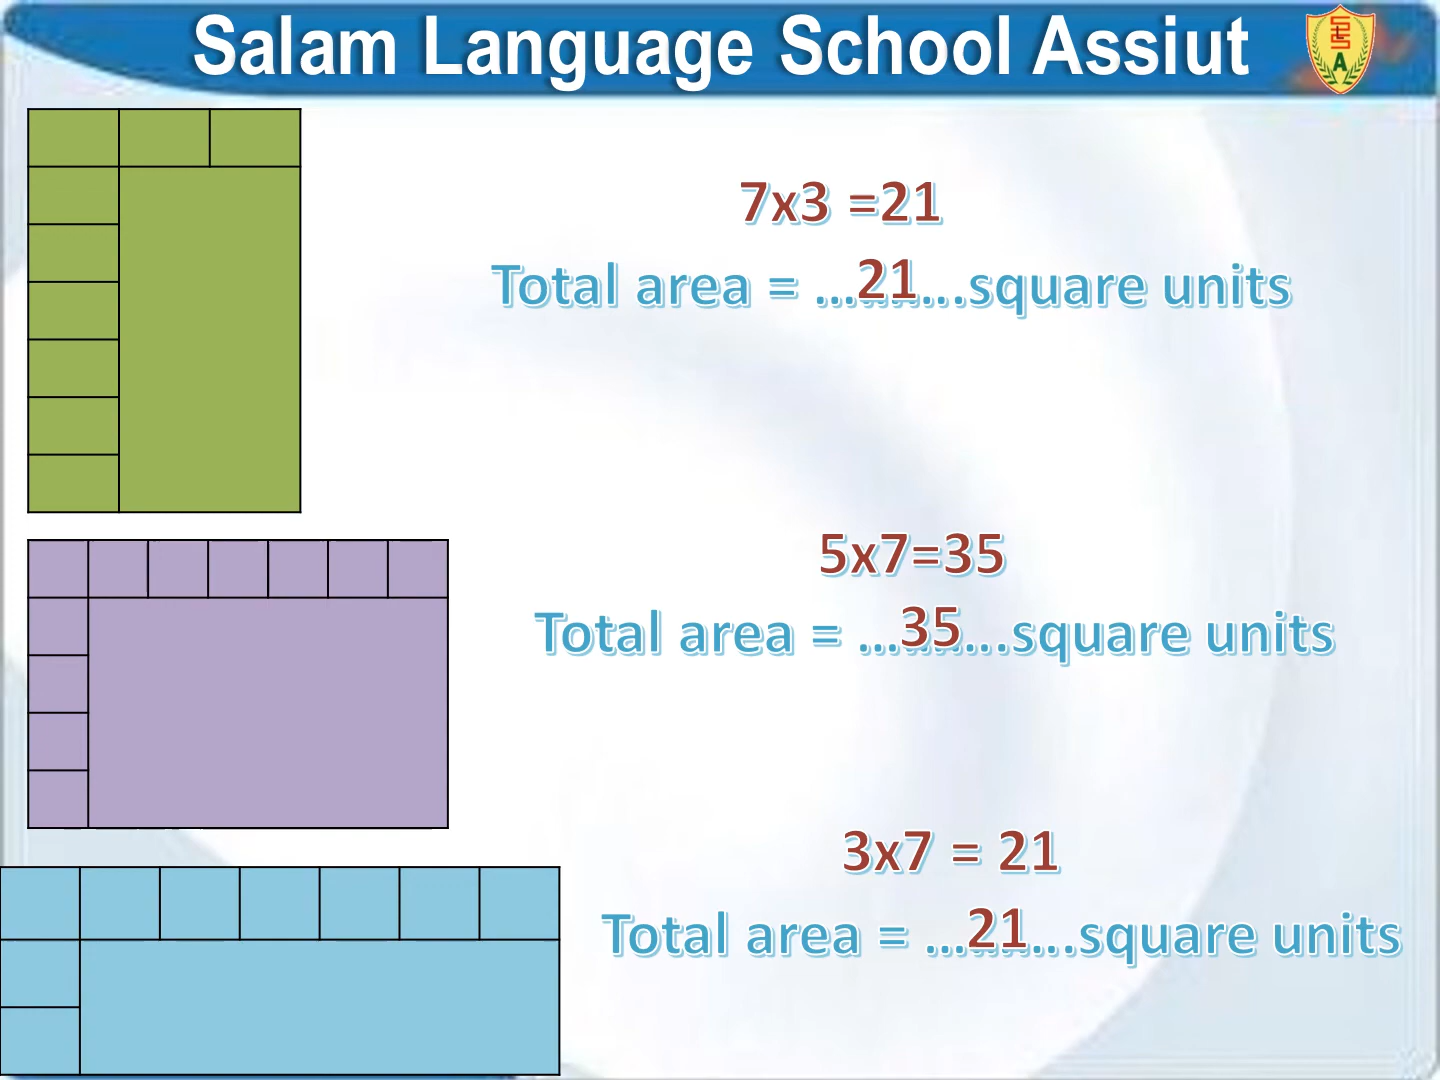 Salam Language School Assiut
SLS
A
7x3 =21
Total area = ...21...square units
5x7=35
Total area = ...35...square units
3x7 = 21
Total area = ...21...square units